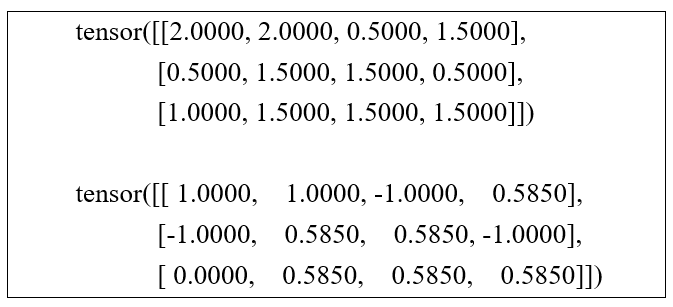 tensor([[2.0000, 2.0000, 0.5000, 1.5000],
[0.5000, 1.5000, 1.5000, 0.5000],
[1.0000, 1.5000, 1.5000, 1.5000]])
tensor([[ 1.0000, 1.0000, -1.0000, 0.5850],
[-1.0000, 0.5850, 0.5850, -1.0000],
[ 0.0000, 0.5850, 0.5850, 0.5850]])